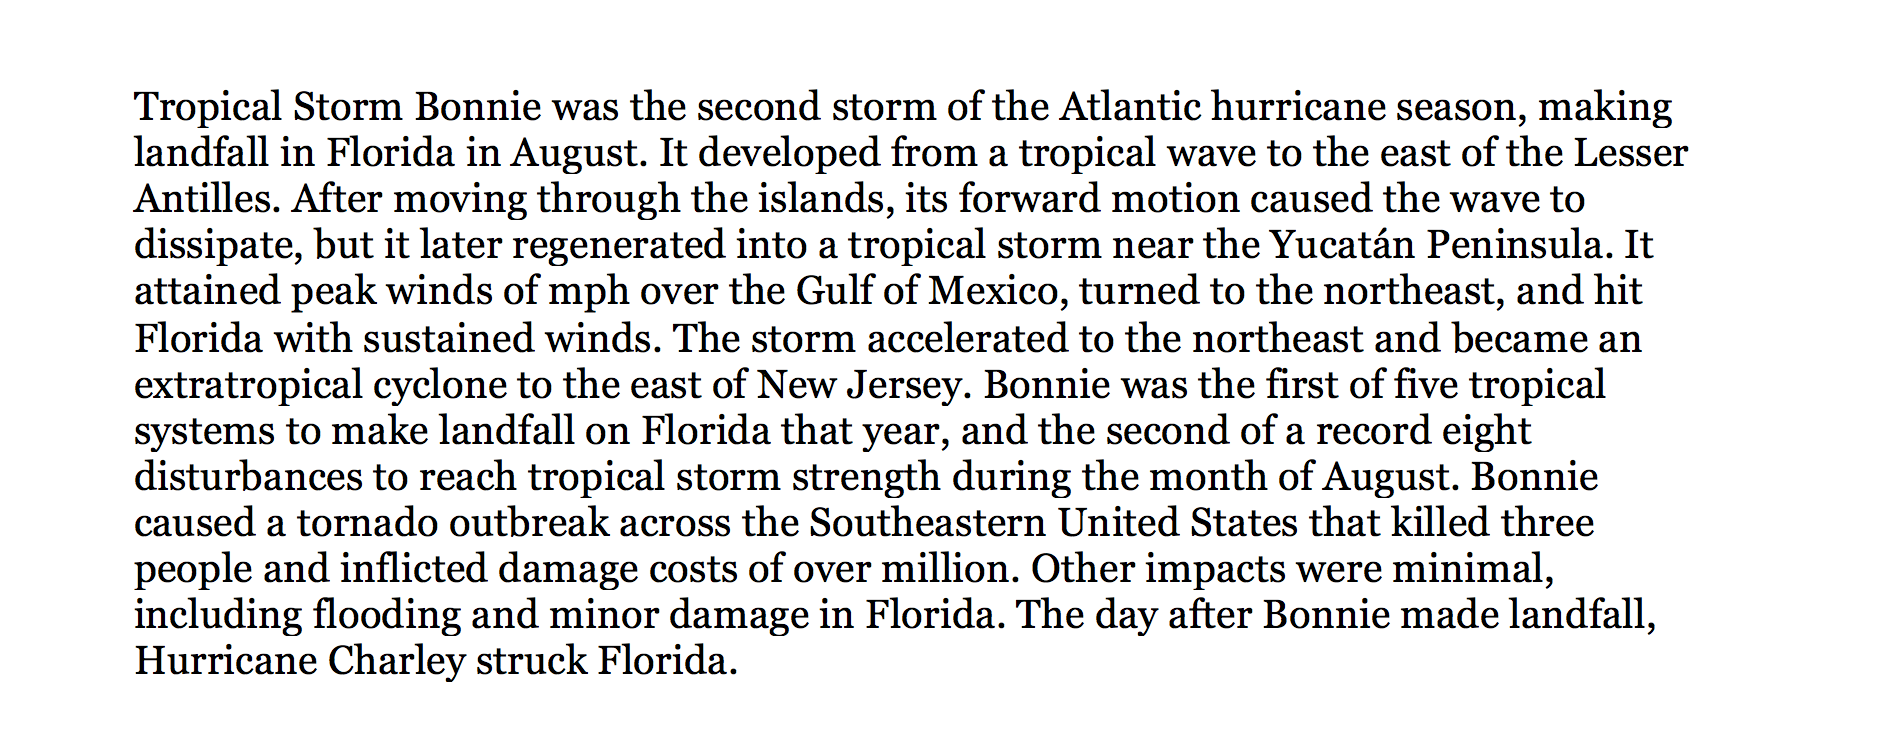 Tropical Storm Bonnie was the second storm of the Atlantic hurricane season, making
landfall in Florida in August. It developed from a tropical wave to the east of the Lesser
Antilles. After moving through the islands, its forward motion caused the wave to
dissipate, but it later regenerated into a tropical storm near the Yucatán Peninsula. It
attained peak winds of mph over the Gulf of Mexico, turned to the northeast, and hit
Florida with sustained winds. The storm accelerated to the northeast and became an
extratropical cyclone to the east of New Jersey. Bonnie was the first of five tropical
systems to make landfall on Florida that year, and the second of a record eight
disturbances to reach tropical storm strength during the month of August. Bonnie
caused a tornado outbreak across the Southeastern United States that killed three
people and inflicted damage costs of over million. Other impacts were minimal,
including flooding and minor damage in Florida. The day after Bonnie made landfall,
Hurricane Charley struck Florida.